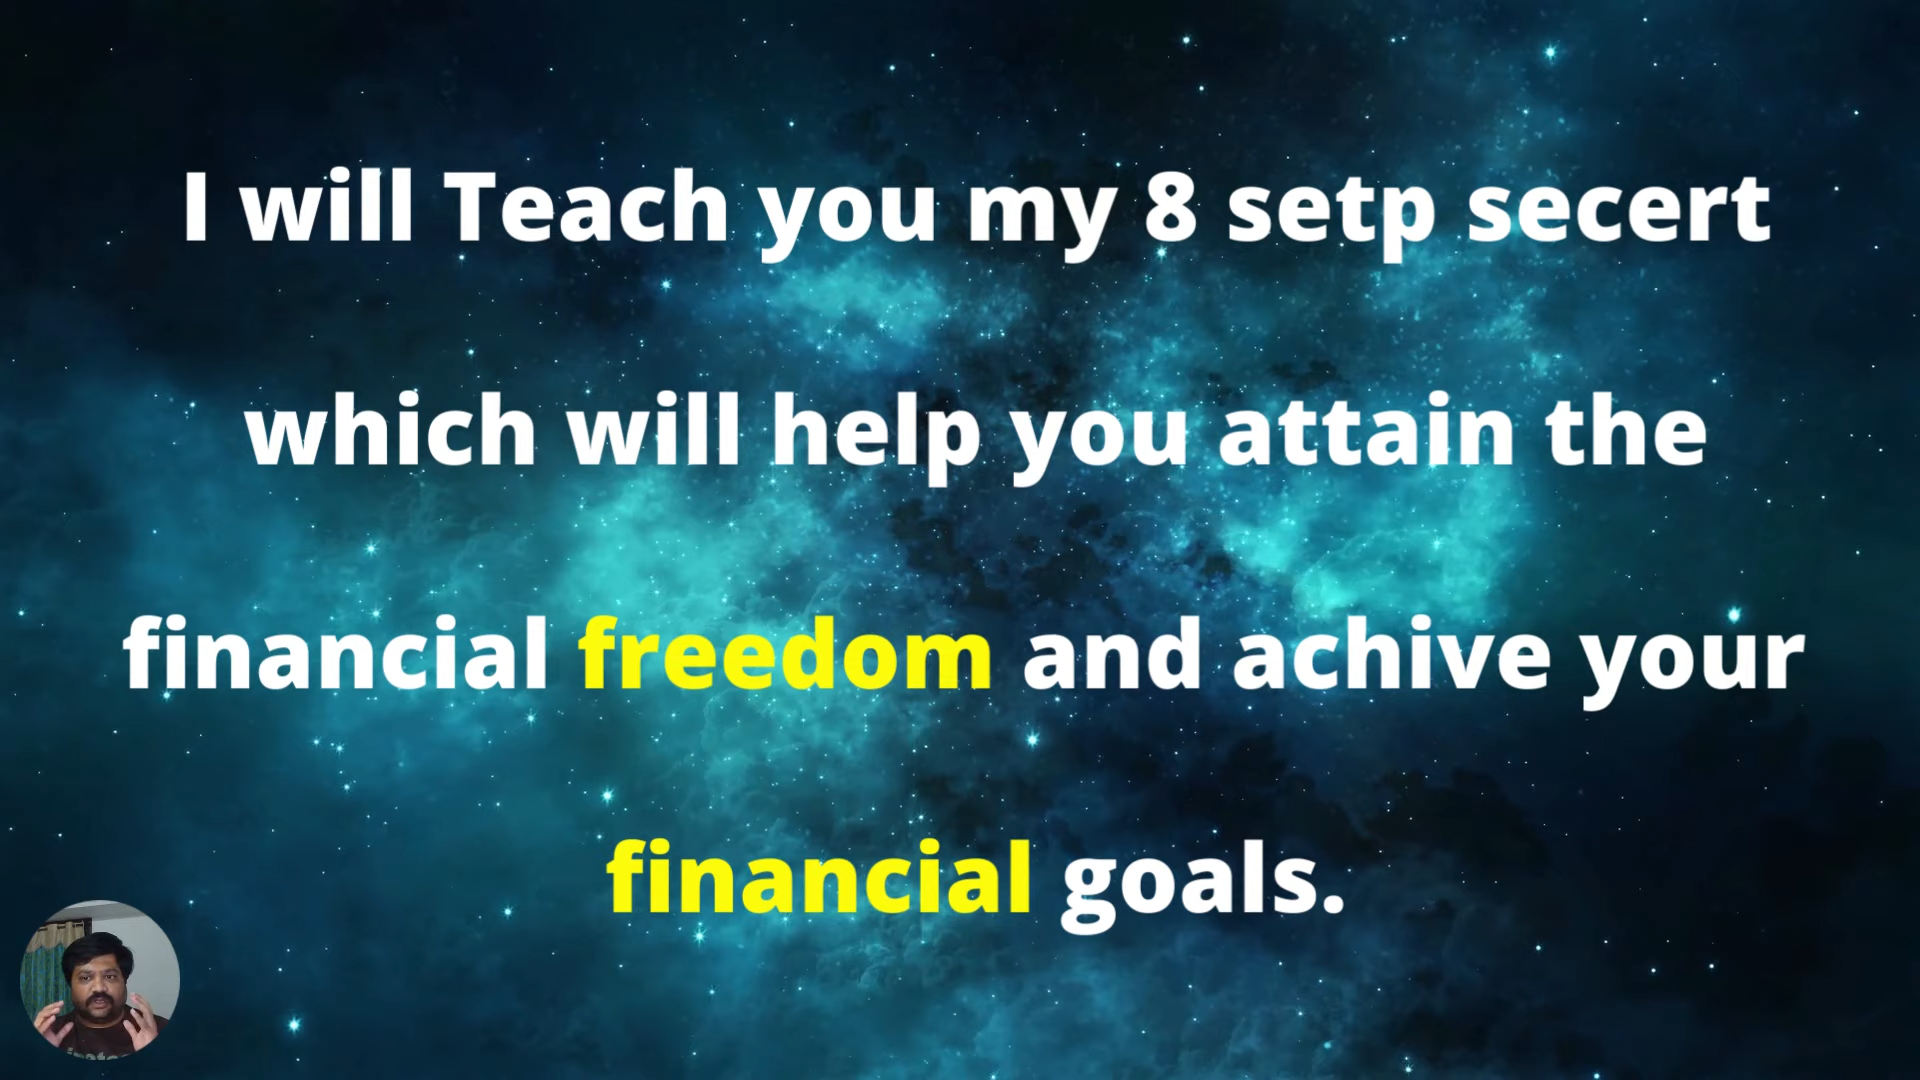 I will Teach you my 8 setp secert
which will help you attain the
financial freedom and achive your
financial goals.